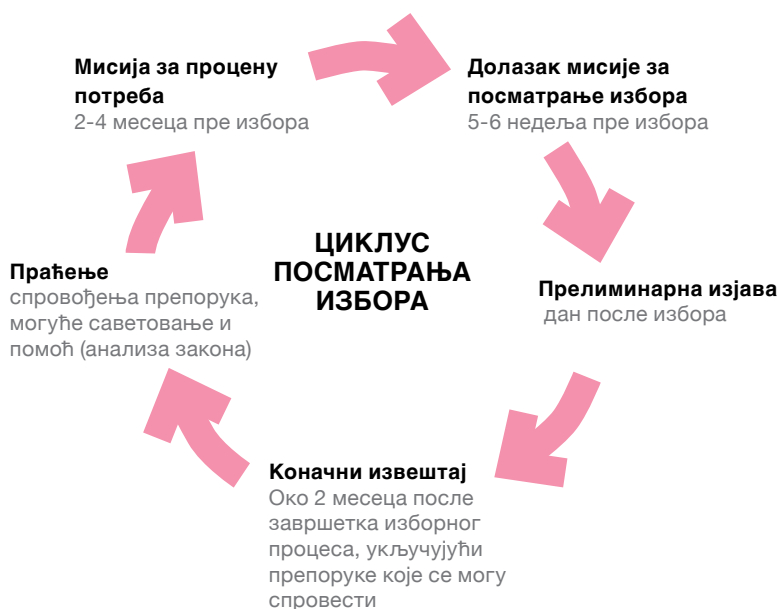 Мисија за процену
потреба
2-4 месеца пре избора
Долазак мисије за
посматрање избора
5-6 недеља пре избора
ЦИКЛУС
ПОСМАТРАЊА
ИЗБОРА
Прелиминарна изјава
дан после избора
Коначни извештај
Око 2 месеца после
завршетка изборног
процеса, укључујући
препоруке које се могу
спровести
Праћење
спровођења препорука,
могуће саветовање и
помоћ (анализа закона)